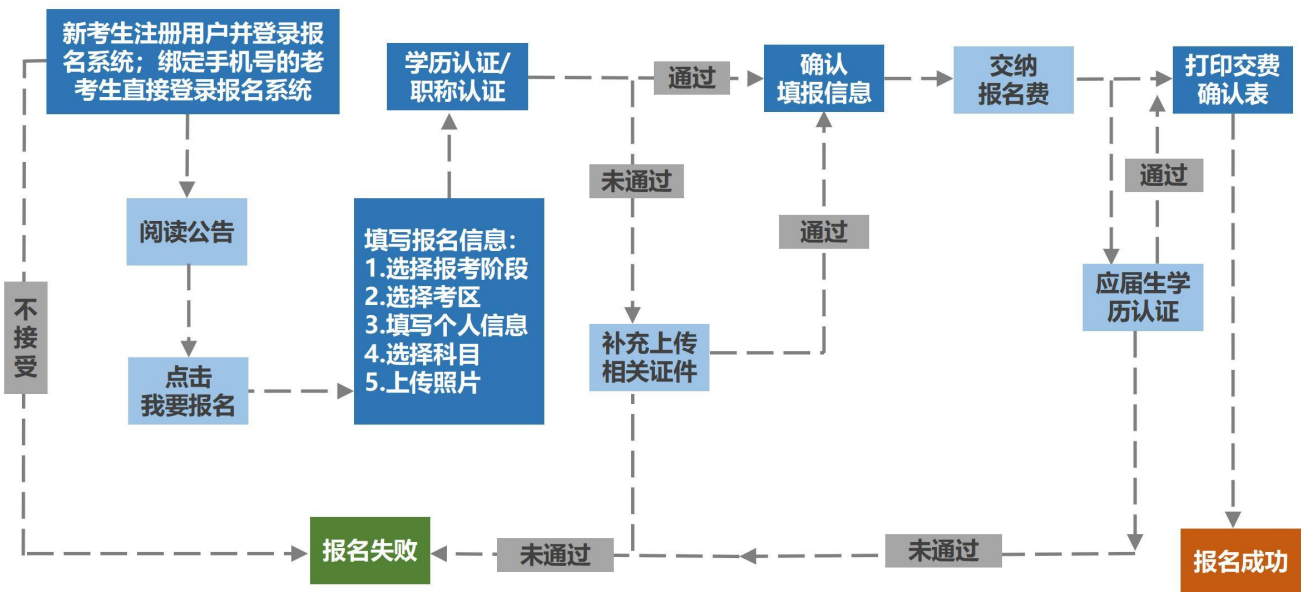 新考生注册用户并登录报
名系统；绑定手机号的老
考生直接登录报名系统
阅读公告
点击
我要报名
不
接
受
填写报名信息：
1.选择报考阶段
2.选择考区
3.填写个人信息
4.选择科目
5.上传照片
学历认证/
职称认证
通过
未通过
补充上传
相关证件
通过
确认
填报信息
交纳
报名费
打印交费
确认表
通过
应届生学
历认证
报名失败
未通过
未通过
报名成功